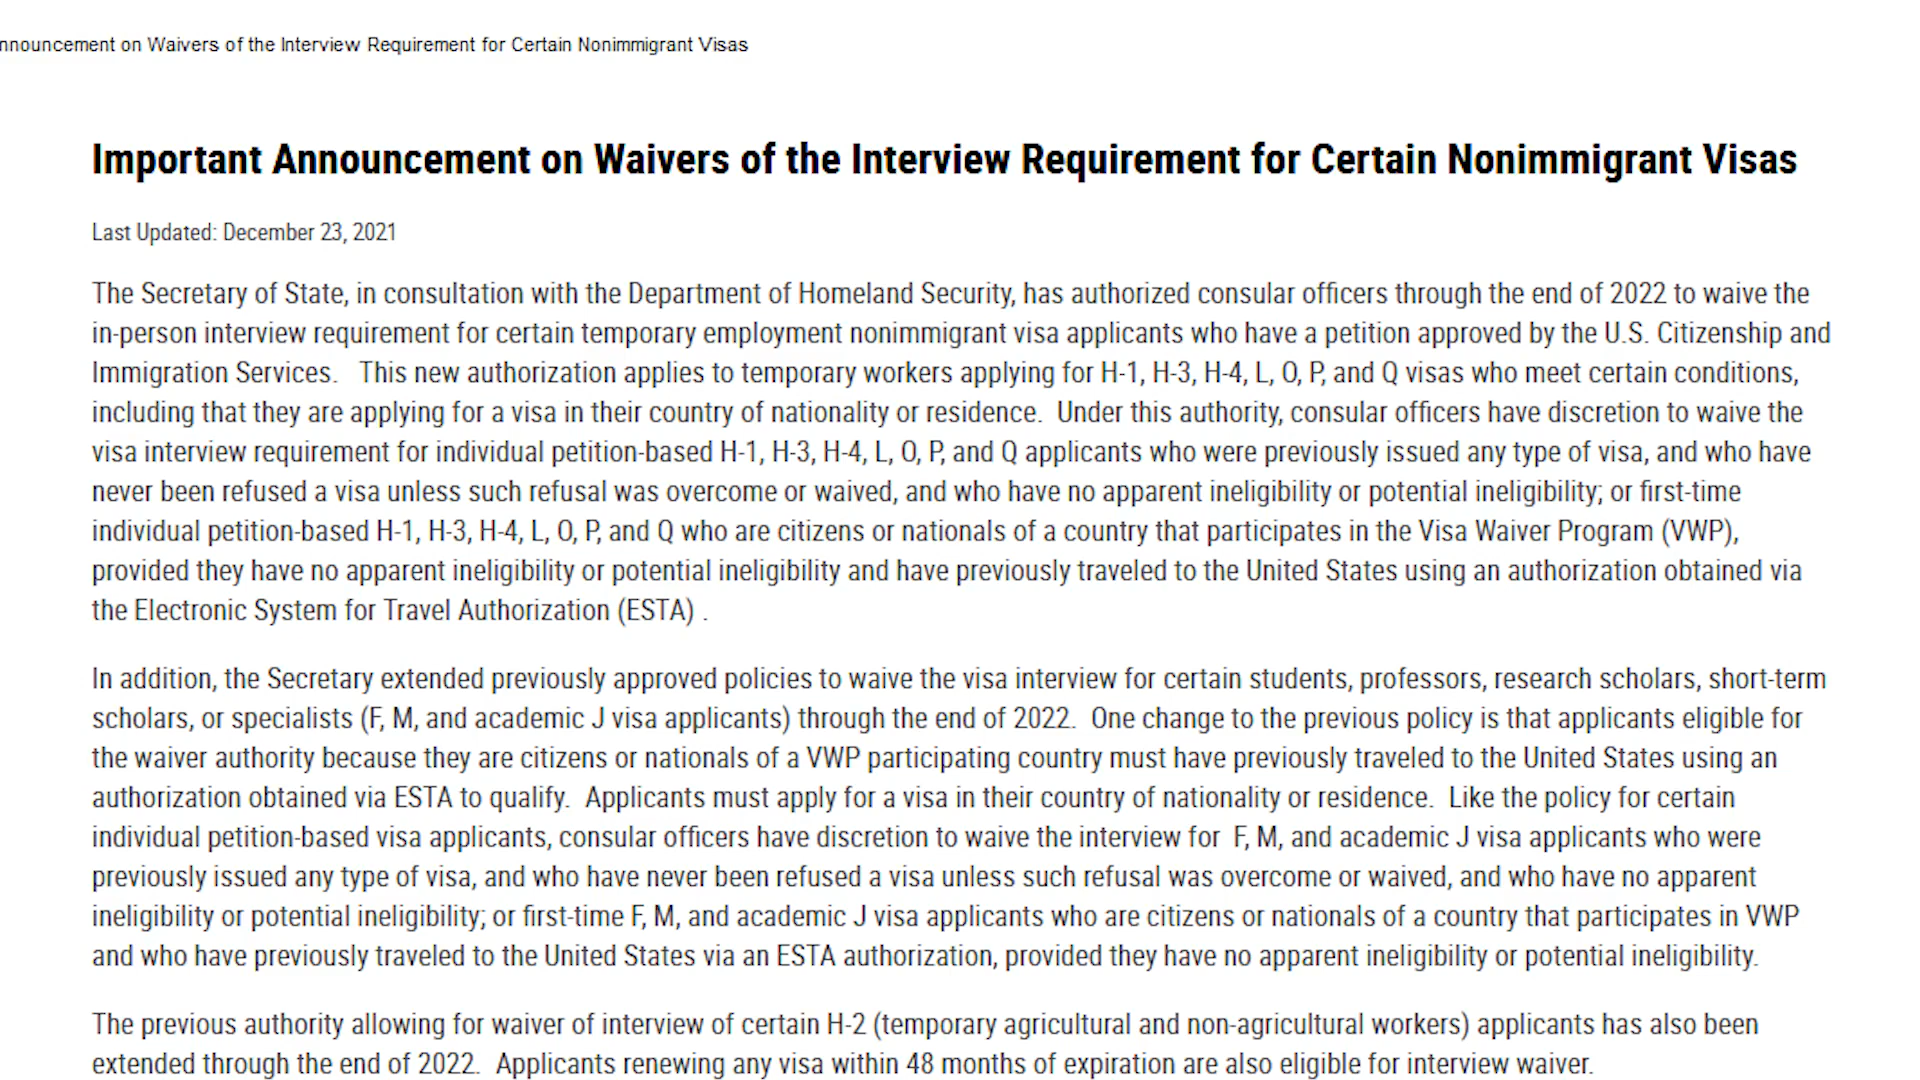 nnouncement on Waivers of the Interview Requirement for Certain Nonimmigrant Visas
Important Announcement on Waivers of the Interview Requirement for Certain Nonimmigrant Visas
Last Updated: December 23, 2021
The Secretary of State, in consultation with the Department of Homeland Security, has authorized consular officers through the end of 2022 to waive the
in-person interview requirement for certain temporary employment nonimmigrant visa applicants who have a petition approved by the U.S. Citizenship and
Immigration Services.   This new authorization applies to temporary workers applying for H-1, H-3, H-4, L, O, P, and Q visas who meet certain conditions,
including that they are applying for a visa in their country of nationality or residence.  Under this authority, consular officers have discretion to waive the
visa interview requirement for individual petition-based H-1, H-3, H-4, L, O, P, and Q applicants who were previously issued any type of visa, and who have
never been refused a visa unless such refusal was overcome or waived, and who have no apparent ineligibility or potential ineligibility; or first-time
individual petition-based H-1, H-3, H-4, L, O, P, and Q who are citizens or nationals of a country that participates in the Visa Waiver Program (VWP),
provided they have no apparent ineligibility or potential ineligibility and have previously traveled to the United States using an authorization obtained via
the Electronic System for Travel Authorization (ESTA) .
In addition, the Secretary extended previously approved policies to waive the visa interview for certain students, professors, research scholars, short-term
scholars, or specialists (F, M, and academic J visa applicants) through the end of 2022.  One change to the previous policy is that applicants eligible for
the waiver authority because they are citizens or nationals of a VWP participating country must have previously traveled to the United States using an
authorization obtained via ESTA to qualify.  Applicants must apply for a visa in their country of nationality or residence.  Like the policy for certain
individual petition-based visa applicants, consular officers have discretion to waive the interview for  F, M, and academic J visa applicants who were
previously issued any type of visa, and who have never been refused a visa unless such refusal was overcome or waived, and who have no apparent
ineligibility or potential ineligibility; or first-time F, M, and academic J visa applicants who are citizens or nationals of a country that participates in VWP
and who have previously traveled to the United States via an ESTA authorization, provided they have no apparent ineligibility or potential ineligibility.
The previous authority allowing for waiver of interview of certain H-2 (temporary agricultural and non-agricultural workers) applicants has also been
extended through the end of 2022.  Applicants renewing any visa within 48 months of expiration are also eligible for interview waiver.